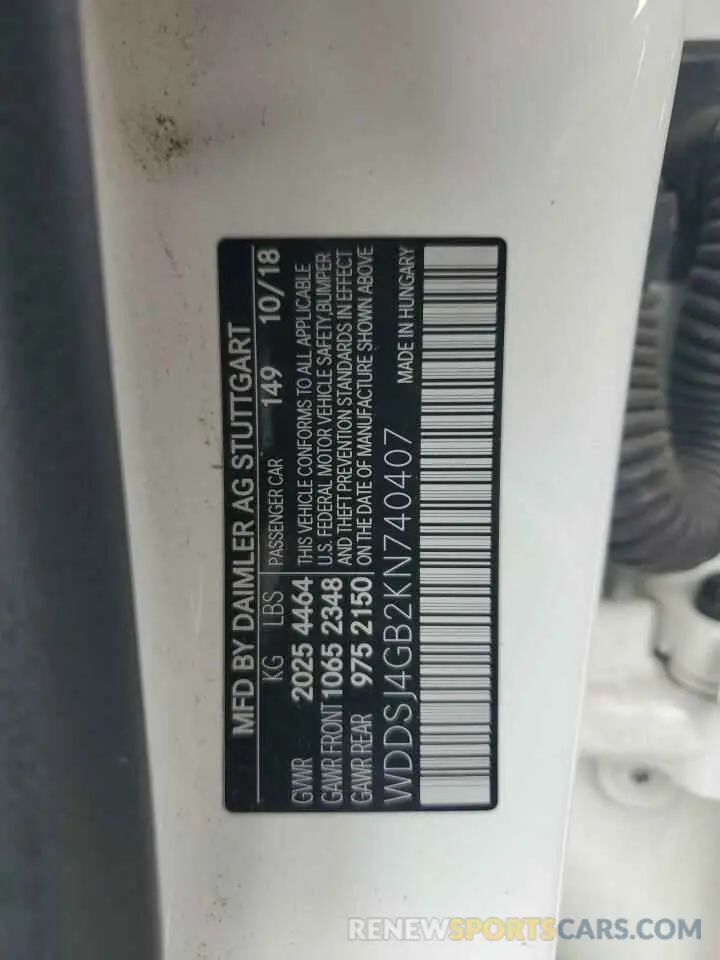 MFD BY DAIMLER AG STUTTGART
KG LBS PASSENGER CAR 149 10/18
GVWR 2025 4464 THIS VEHICLE CONFORMS TO ALL APPLICABLE
GAWR FRONT 1065 2348 U.S. FEDERAL MOTOR VEHICLE SAFETY,BUMPER
GAWR REAR 975 2150 AND THEFT PREVENTION STANDARDS IN EFFECT
ON THE DATE OF MANUFACTURE SHOWN ABOVE
WDDSJ4GB2KN740407 MADE IN HUNGARY
RENEWSPORTSCARS.COM